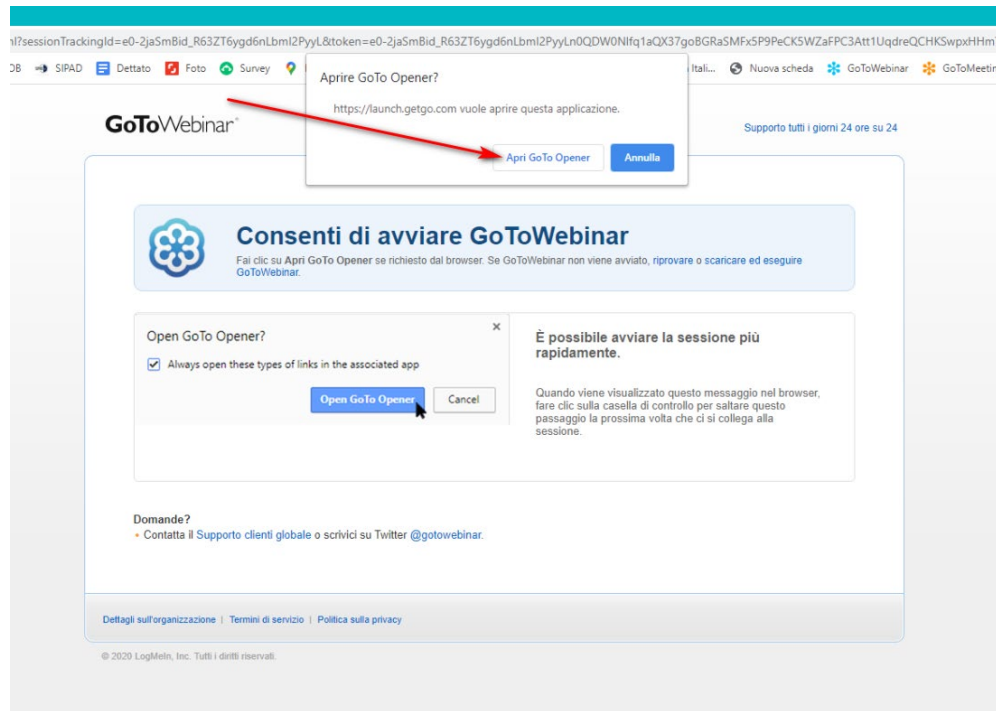 sessionTrackingId=e0-2jaSmBid_R63ZT6ygd6nLbmI2PyyL&token=e0-2jaSmBid_R63ZT6ygd6nLbmI2PyyLn0QDW0NIfq1aQX37goBGRaSMFx5P9PeCK5WZaFPC3Att1UqdreQCHKSwpxHHm
SIPAD Dettato Foto Survey Itali... Nuova scheda GoToWebinar GoToMeetin
Aprire GoTo Opener?
https://launch.getgo.com vuole aprire questa applicazione.
Apri GoTo Opener Annulla
GoToWebinar
Supporto tutti i giorni 24 ore su 24
Consenti di avviare GoToWebinar
Fai clic su Apri GoTo Opener se richiesto dal browser. Se GoToWebinar non viene avviato, riprovare o scaricare ed eseguire
GoToWebinar.
Open GoTo Opener?
Always open these types of links in the associated app
Open GoTo Opener Cancel
È possibile avviare la sessione più
rapidamente.
Quando viene visualizzato questo messaggio nel browser,
fare clic sulla casella di controllo per saltare questo
passaggio la prossima volta che ci si collega alla
sessione.
Domande?
• Contatta il Supporto clienti globale o scrivici su Twitter @gotowebinar.
Dettagli sull'organizzazione | Termini di servizio | Politica sulla privacy
© 2020 LogMeIn, Inc. Tutti i diritti riservati.